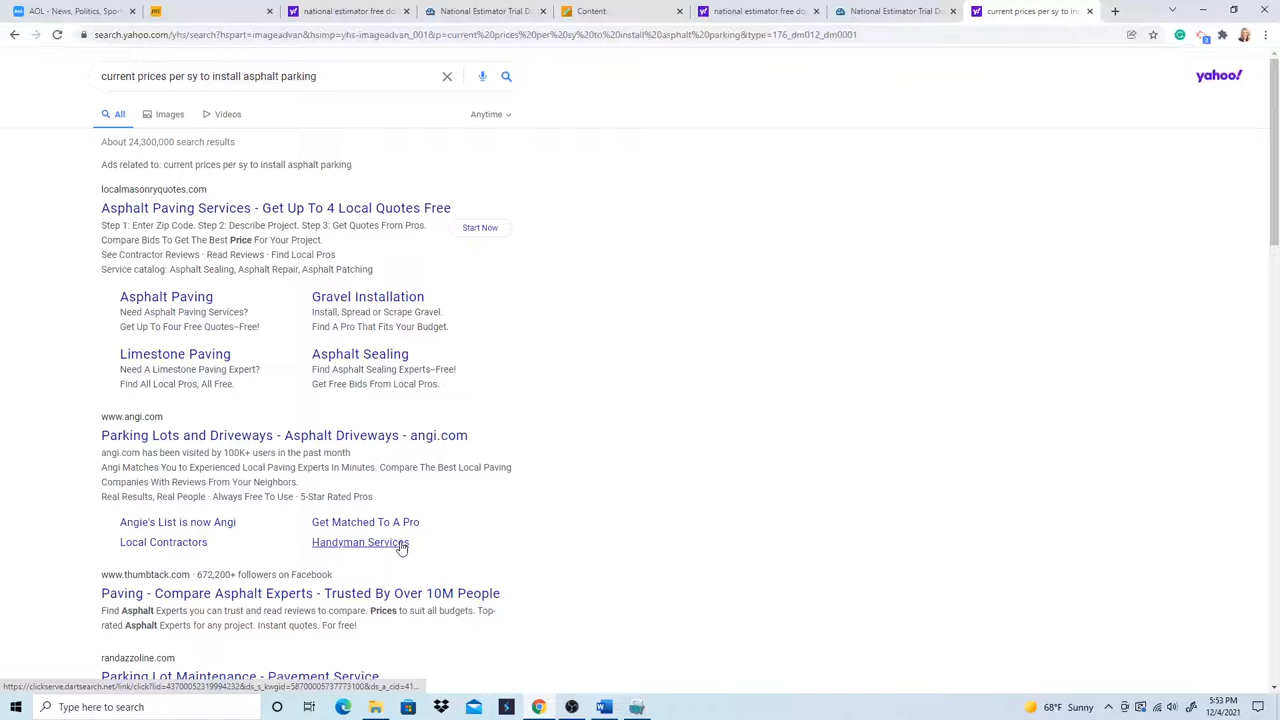 AOL - News, Po
national estima
Content
national estimator free do
National Estimator Trial Do
current prices per sy to in
search.yahoo.com/yhs/search?hspart=imageadvan&hsimp=yhs-imageadvan_001&p=current%20prices%20per%20sy%20to%20install%20asphalt%20parking&type=176_dm012_dm0001
3
current prices per sy to install asphalt parking
yahoo!
All Images Videos Anytime
About 24,300,000 search results
Ads related to: current prices per sy to install asphalt parking
localmasonryquotes.com
Asphalt Paving Services - Get Up To 4 Local Quotes Free
Step 1: Enter Zip Code. Step 2: Describe Project. Step 3: Get Quotes From Pros.
Start Now
Compare Bids To Get The Best Price For Your Project.
See Contractor Reviews · Read Reviews · Find Local Pros
Service catalog: Asphalt Sealing, Asphalt Repair, Asphalt Patching
Asphalt Paving
Need Asphalt Paving Services?
Get Up To Four Free Quotes–Free!
Gravel Installation
Install, Spread or Scrape Gravel.
Find A Pro That Fits Your Budget.
Limestone Paving
Need A Limestone Paving Expert?
Find All Local Pros, All Free.
Asphalt Sealing
Find Asphalt Sealing Experts–Free!
Get Free Bids From Local Pros.
www.angi.com
Parking Lots and Driveways - Asphalt Driveways - angi.com
angi.com has been visited by 100K+ users in the past month
Angi Matches You to Experienced Local Paving Experts In Minutes. Compare The Best Local Paving
Companies With Reviews From Your Neighbors.
Real Results, Real People · Always Free To Use · 5-Star Rated Pros
Angie's List is now Angi
Get Matched To A Pro
Local Contractors
Handyman Services
www.thumbtack.com · 672,200+ followers on Facebook
Paving - Compare Asphalt Experts - Trusted By Over 10M People
Find Asphalt Experts you can trust and read reviews to compare. Prices to suit all budgets. Top-
rated Asphalt Experts for any project. Instant quotes. For free!
randazzoline.com
Parking Lot Maintenance - Pavement Service
Type here to search
68°F Sunny
5:53 PM
12/4/2021